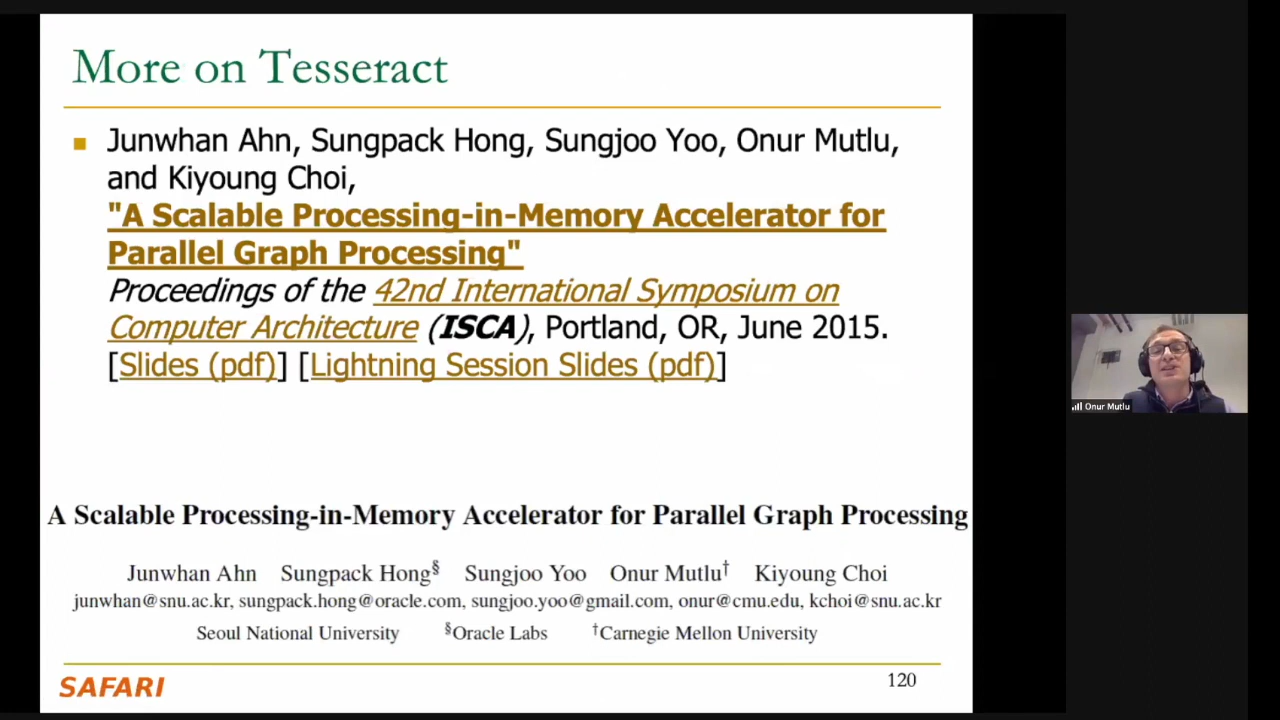 More on Tesseract
Junwhan Ahn, Sungpack Hong, Sungjoo Yoo, Onur Mutlu,
and Kiyoung Choi,
"A Scalable Processing-in-Memory Accelerator for
Parallel Graph Processing"
Proceedings of the 42nd International Symposium on
Computer Architecture (ISCA), Portland, OR, June 2015.
[Slides (pdf)] [Lightning Session Slides (pdf)]
A Scalable Processing-in-Memory Accelerator for Parallel Graph Processing
Junwhan Ahn Sungpack Hong§ Sungjoo Yoo Onur Mutlu† Kiyoung Choi
junwhan@snu.ac.kr, sungpack.hong@oracle.com, sungjoo.yoo@gmail.com, onur@cmu.edu, kchoi@snu.ac.kr
Seoul National University §Oracle Labs †Carnegie Mellon University
SAFARI
120
Onur Mutlu